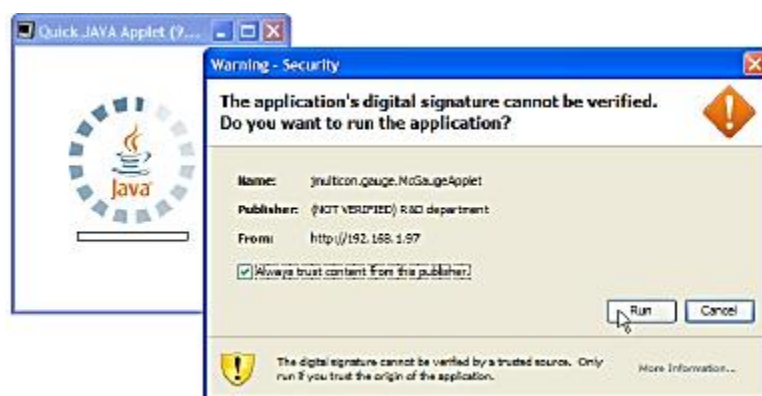 Quick JAVA Applet (9...
Java
Warning - Security
The application's digital signature cannot be verified.
Do you want to run the application?
Name: jmulticon.gauge.McGaugeApplet
Publisher: (NOT VERIFIED) R&D department
From: http://192.168.1.97
Always trust content from this publisher.
Run Cancel
The digital signature cannot be verified by a trusted source. Only
run if you trust the origin of the application.
More Information...